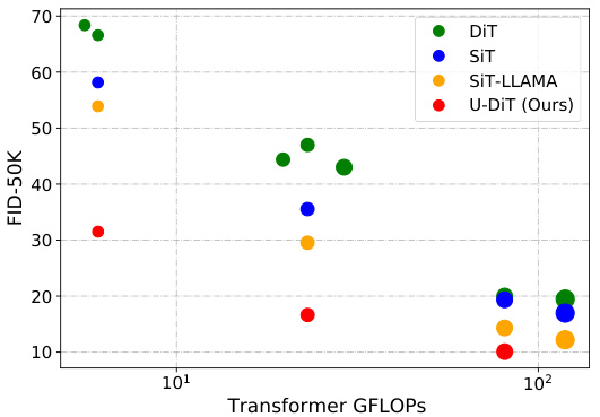 70
60
50
40
30
20
10
FID-50K
DiT
SiT
SiT-LLAMA
U-DiT (Ours)
10¹
10²
Transformer GFLOPs